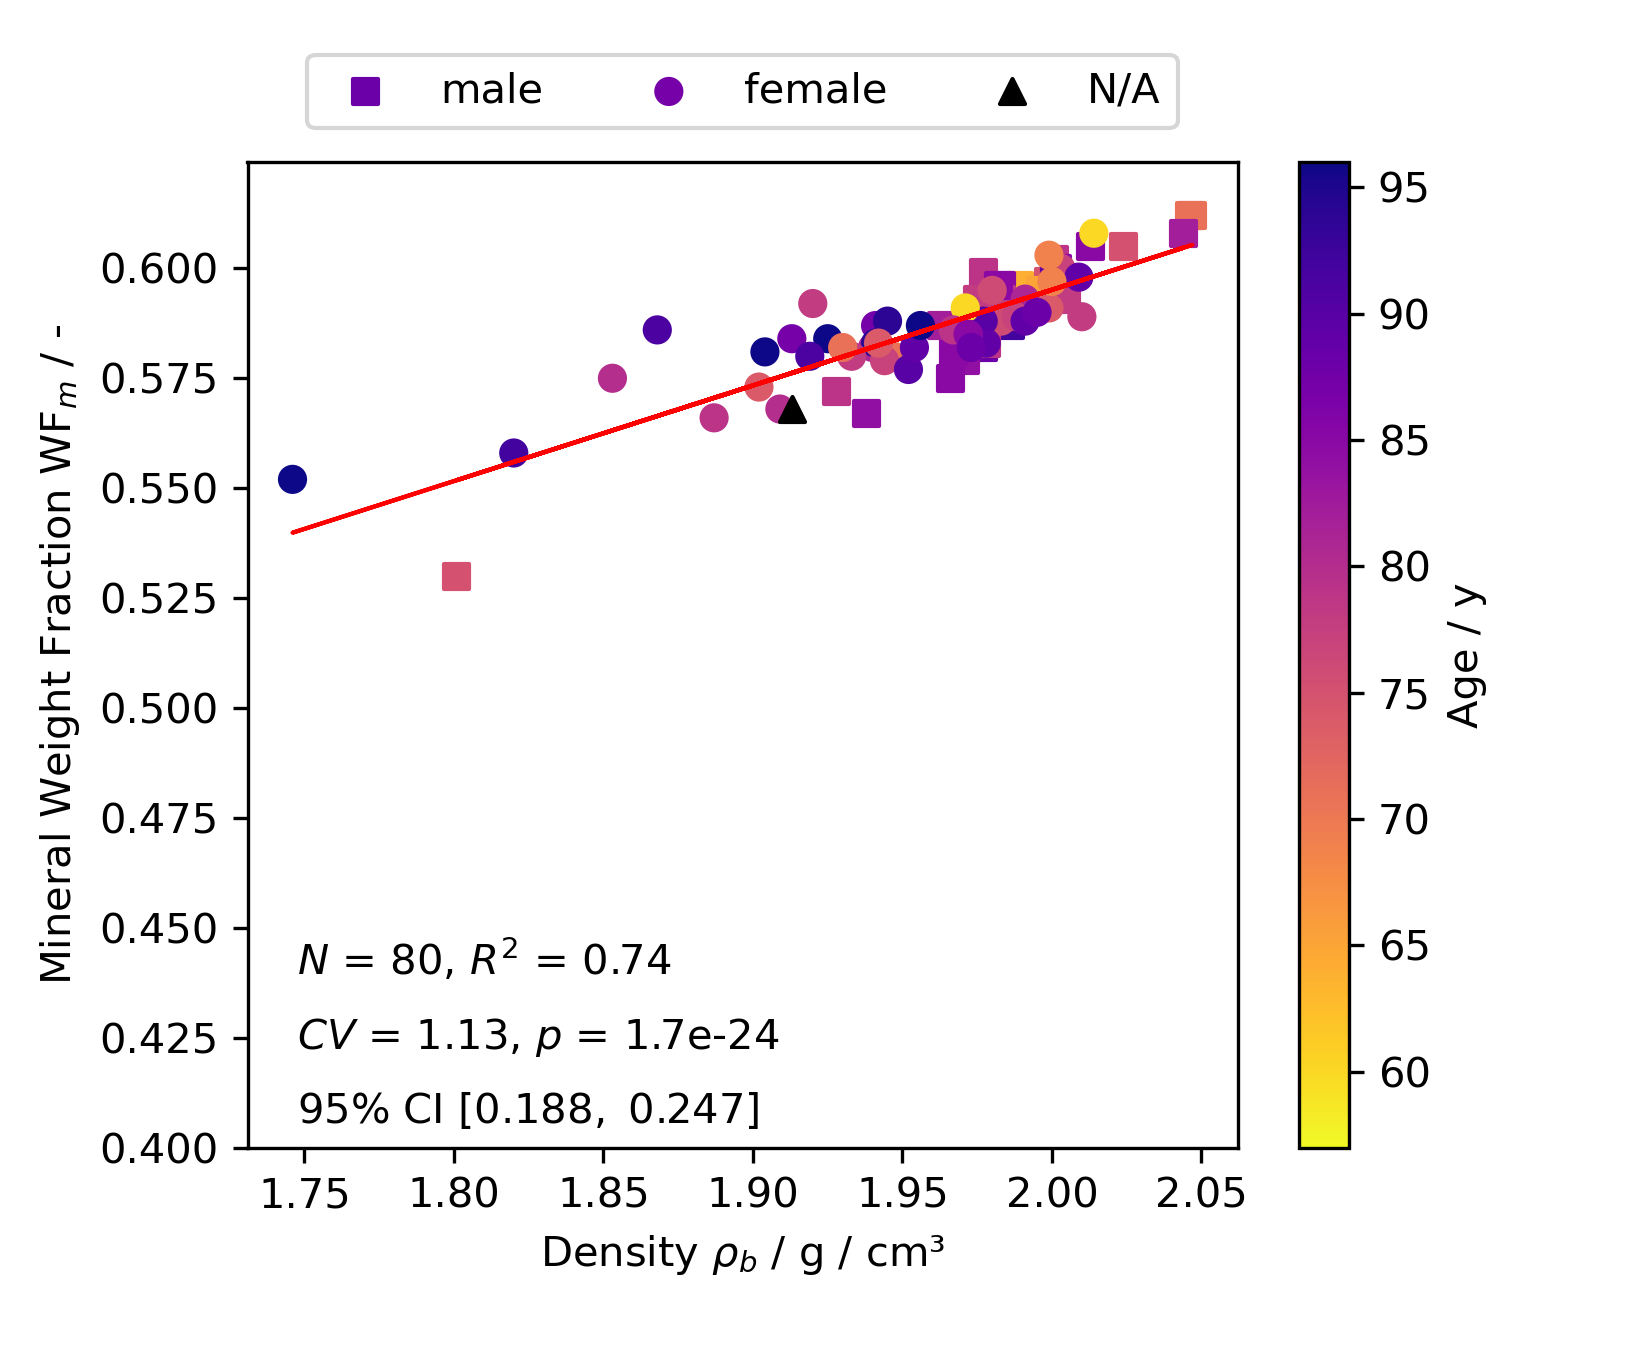 male female N/A
Mineral Weight Fraction WFm / -
0.600
0.575
0.550
0.525
0.500
0.475
0.450
0.425
0.400
N = 80, R² = 0.74
CV = 1.13, p = 1.7e-24
95% CI [0.188, 0.247]
1.75 1.80 1.85 1.90 1.95 2.00 2.05
Density ρb / g / cm³
95
90
85
80
75
70
65
60
Age / y